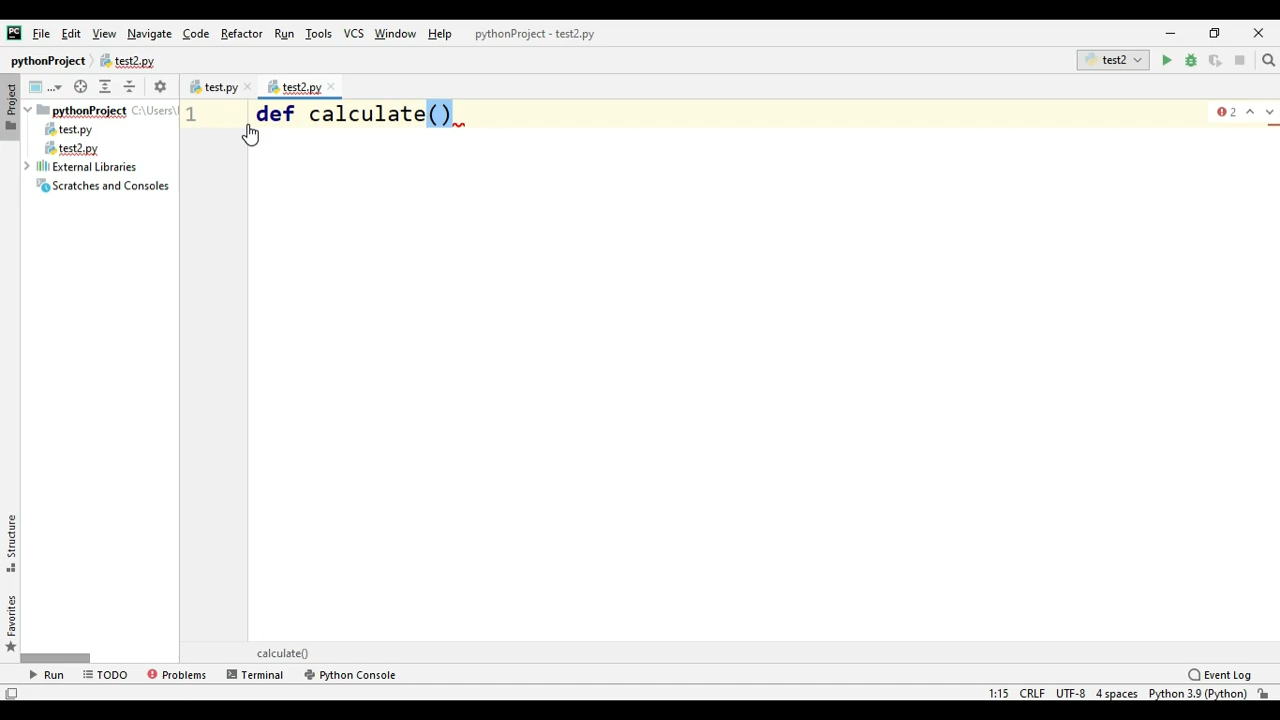 PC File Edit View Navigate Code Refactor Run Tools VCS Window Help pythonProject - test2.py
pythonProject test2.py test2
Project ... test.py test2.py
pythonProject C:\Users\
1 def calculate() 2
test.py
test2.py
External Libraries
Scratches and Consoles
Structure
Favorites
calculate()
Run TODO Problems Terminal Python Console Event Log
1:15 CRLF UTF-8 4 spaces Python 3.9 (Python)